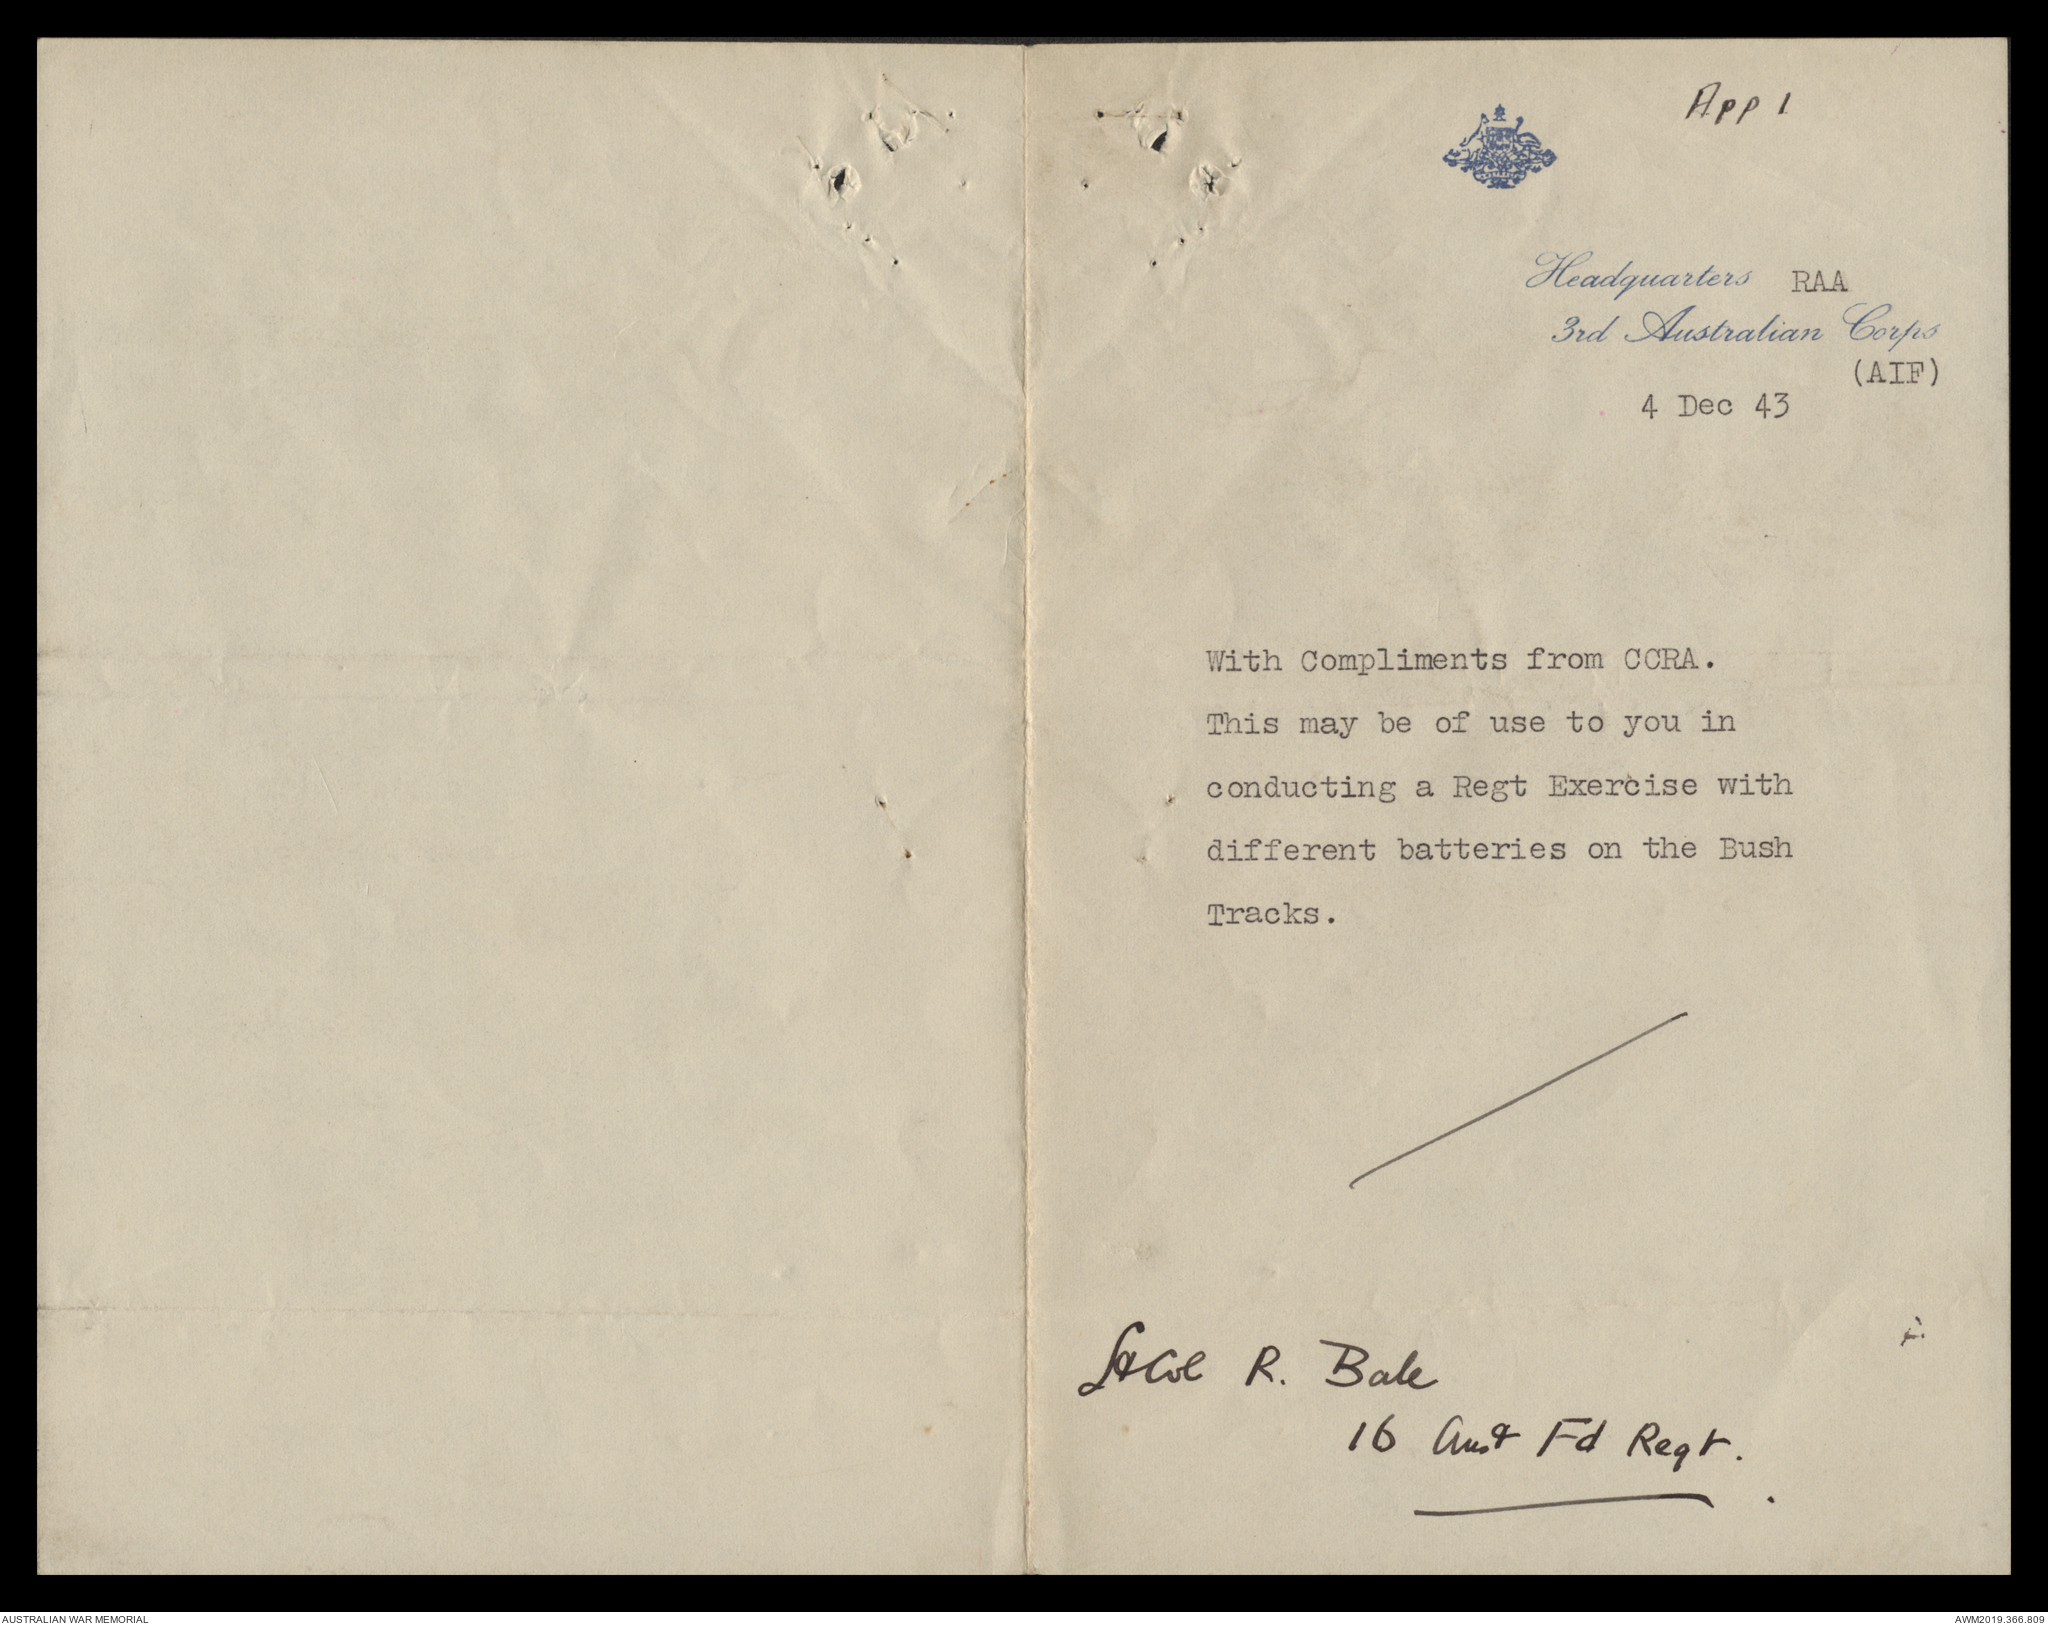 App 1
Headquarters RAA
3rd Australian Corps
(AIF)
4 Dec 43
With Compliments from CCRA.
This may be of use to you in
conducting a Regt Exercise with
different batteries on the Bush
Tracks.
Lt Col R. Bale
16 Aust Fd Regt.
AUSTRALIAN WAR MEMORIAL
AWM2019.366.809